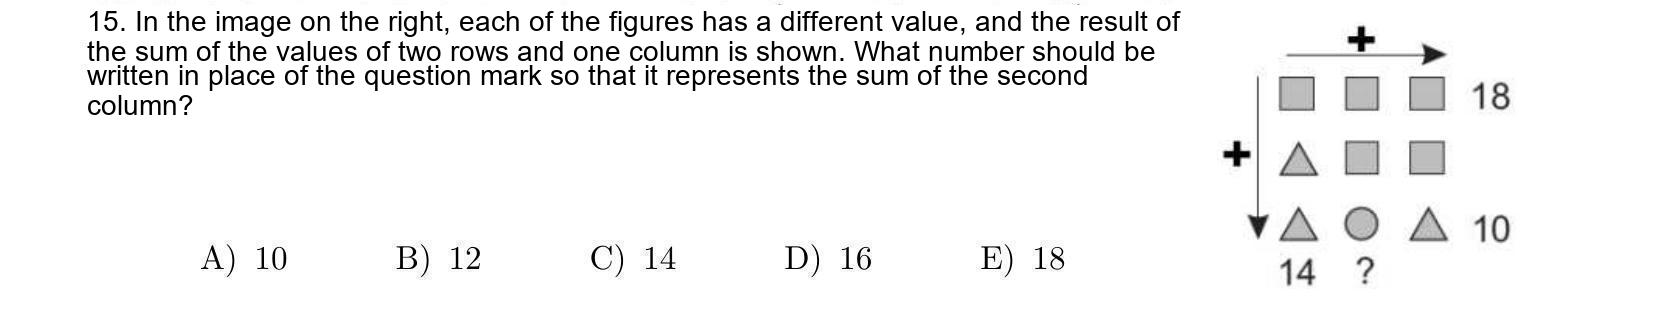 15. In the image on the right, each of the figures has a different value, and the result of
the sum of the values of two rows and one column is shown. What number should be
written in place of the question mark so that it represents the sum of the second
column?
+
18
+
10
14 ?
A) 10 B) 12 C) 14 D) 16 E) 18